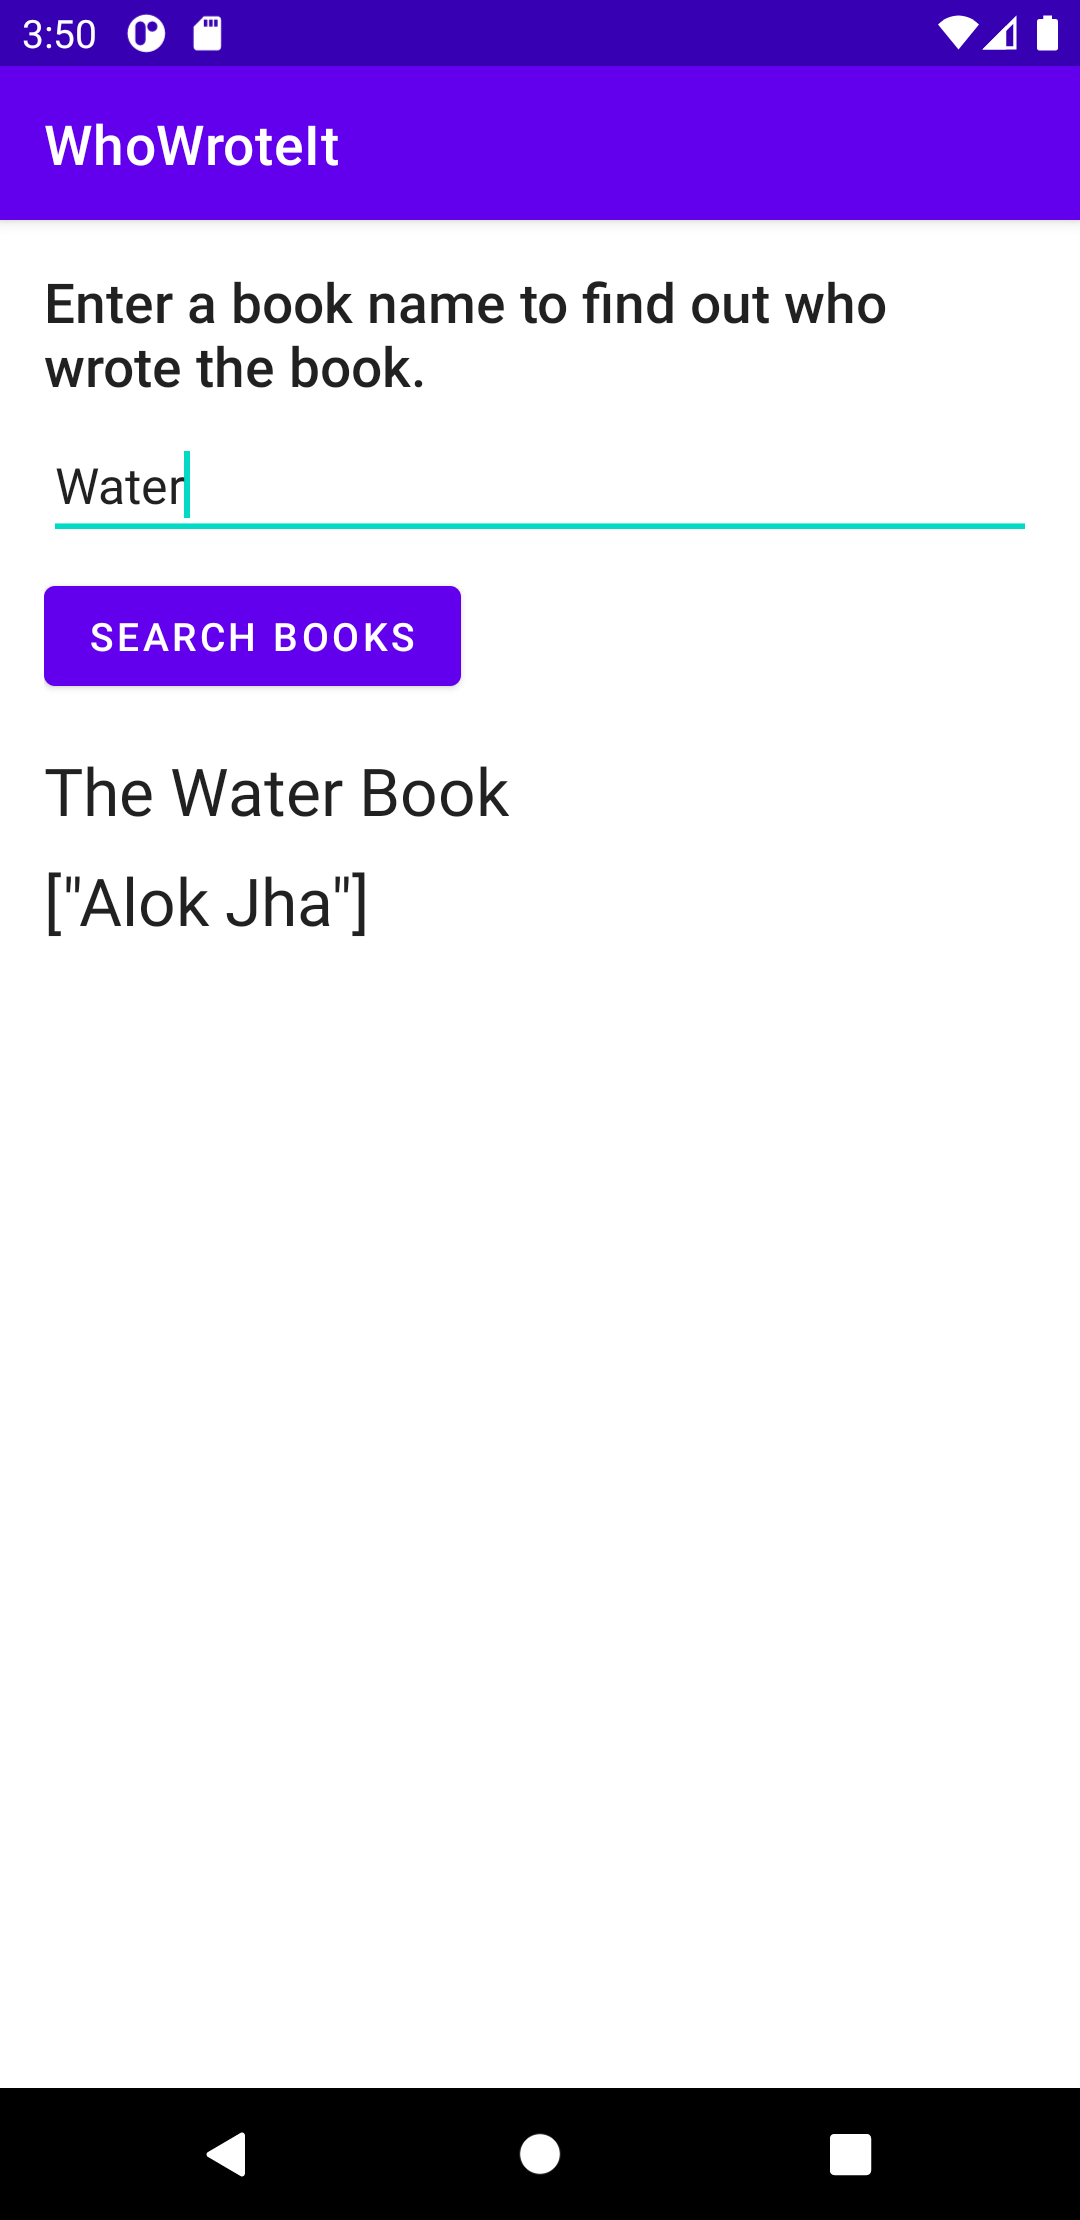 3:50
WhoWroteIt
Enter a book name to find out who
wrote the book.
Water
SEARCH BOOKS
The Water Book
["Alok Jha"]